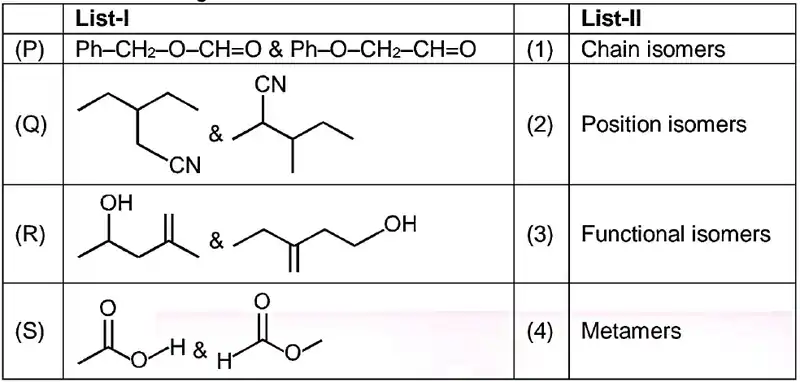 List-I List-II
(P) Ph–CH₂–O–CH=O & Ph–O–CH₂–CH=O (1) Chain isomers
CN
(Q) & (2) Position isomers
CN
OH
OH
(R) & (3) Functional isomers
O O
(S) O H & H O (4) Metamers